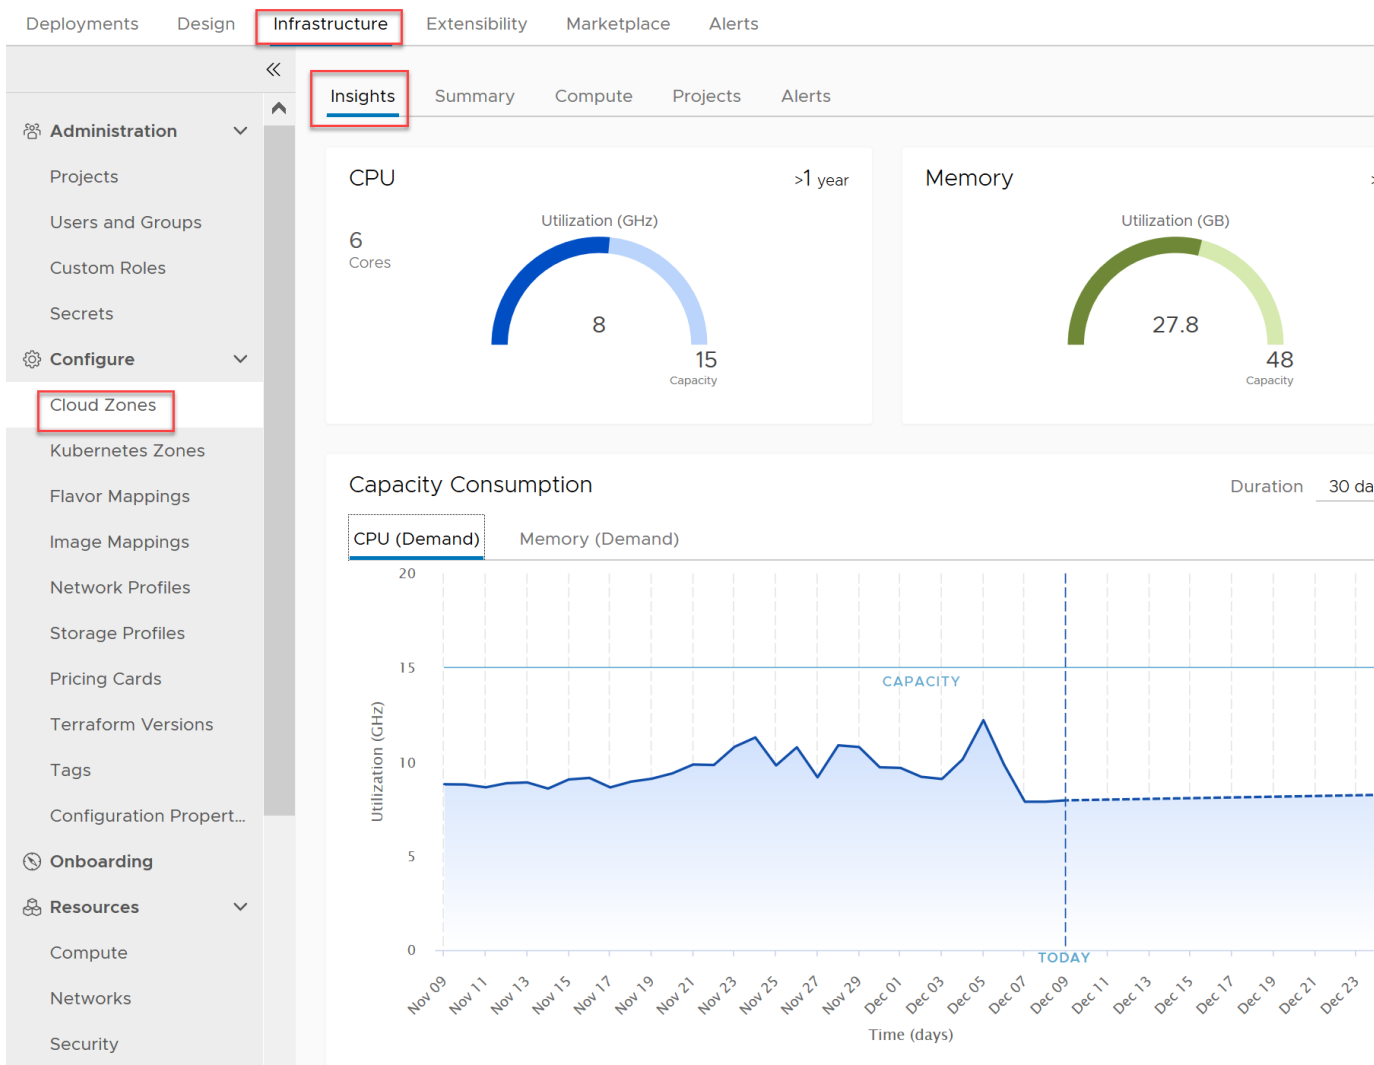 Deployments Design Infrastructure Extensibility Marketplace Alerts
Insights Summary Compute Projects Alerts
Administration
Projects
Users and Groups
Custom Roles
Secrets
Configure
Cloud Zones
Kubernetes Zones
Flavor Mappings
Image Mappings
Network Profiles
Storage Profiles
Pricing Cards
Terraform Versions
Tags
Configuration Propert...
Onboarding
Resources
Compute
Networks
Security
CPU >1 year
6
Cores
Utilization (GHz)
8
15
Capacity
Memory >
Utilization (GB)
27.8
48
Capacity
Capacity Consumption
Duration 30 da
CPU (Demand) Memory (Demand)
20
15
10
5
0
Utilization (GHz)
CAPACITY
TODAY
Nov 09 Nov 11 Nov 13 Nov 15 Nov 17 Nov 19 Nov 21 Nov 23 Nov 25 Nov 27 Nov 29 Dec 01 Dec 03 Dec 05 Dec 07 Dec 09 Dec 11 Dec 13 Dec 15 Dec 17 Dec 19 Dec 21 Dec 23
Time (days)